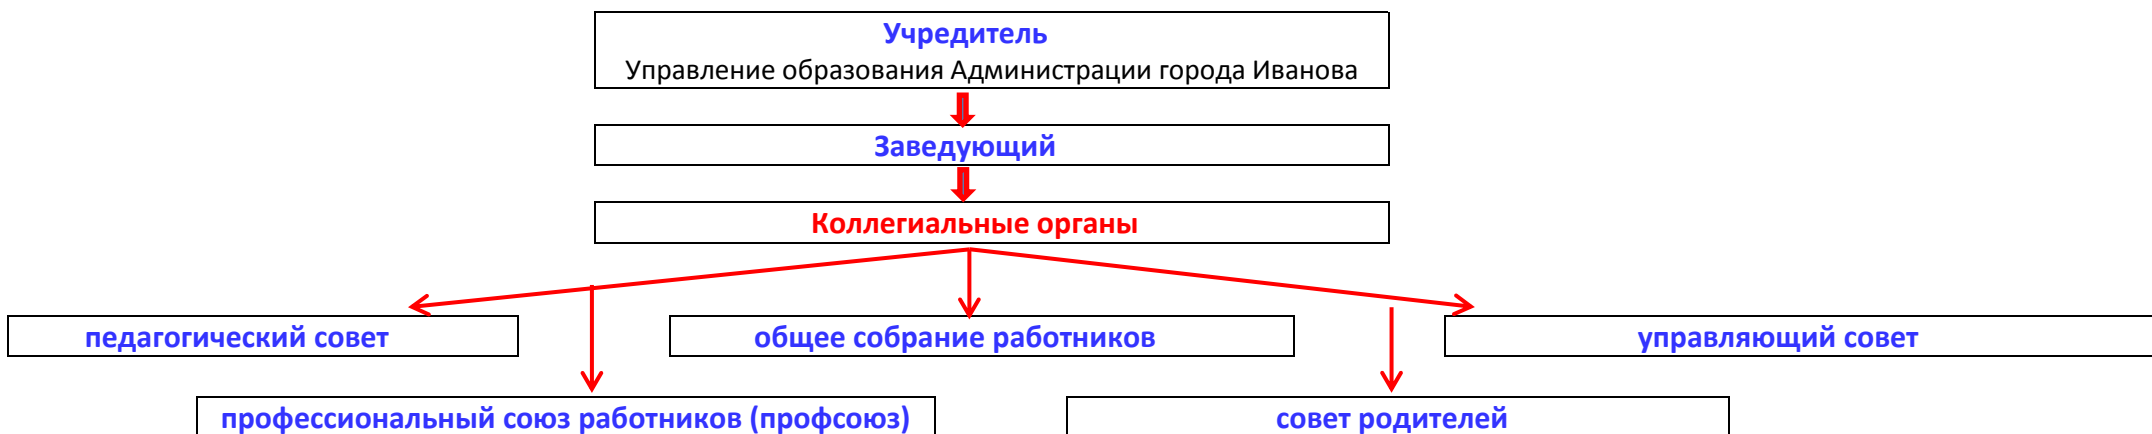 Учредитель
Управление образования Администрации города Иванова
Заведующий
Коллегиальные органы
педагогический совет
общее собрание работников
управляющий совет
профессиональный союз работников (профсоюз)
совет родителей